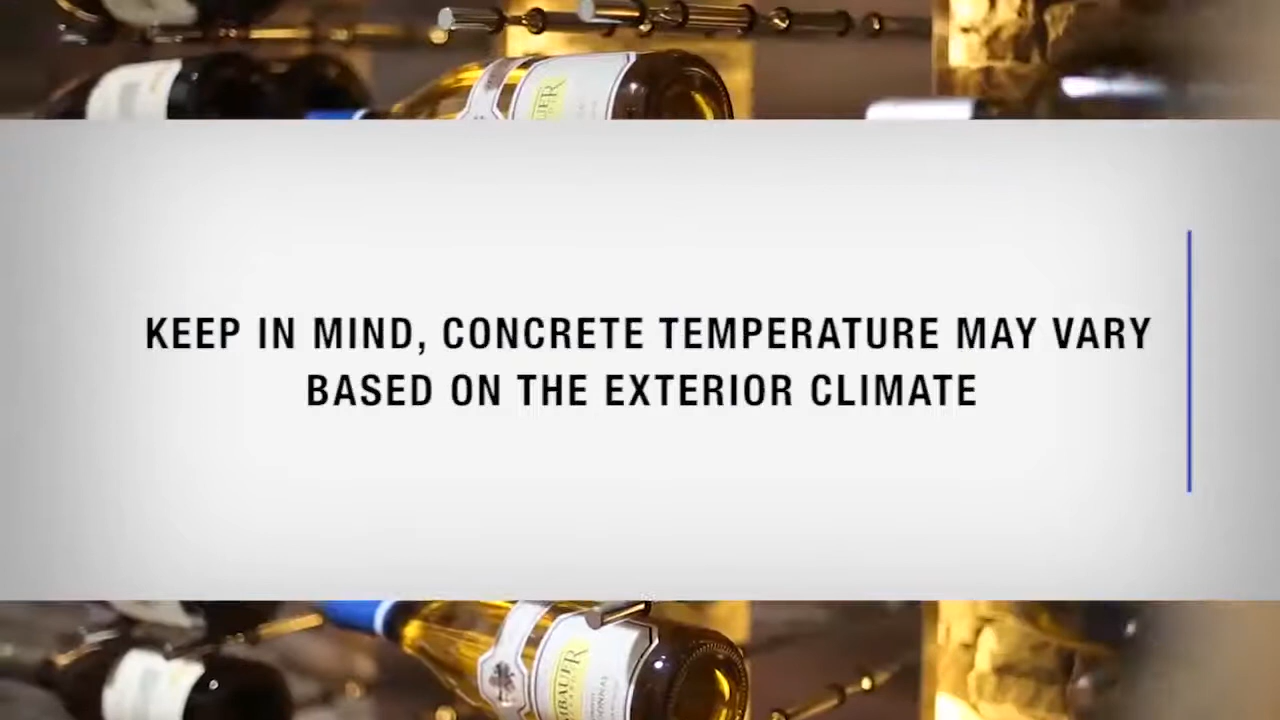 KEEP IN MIND, CONCRETE TEMPERATURE MAY VARY
BASED ON THE EXTERIOR CLIMATE